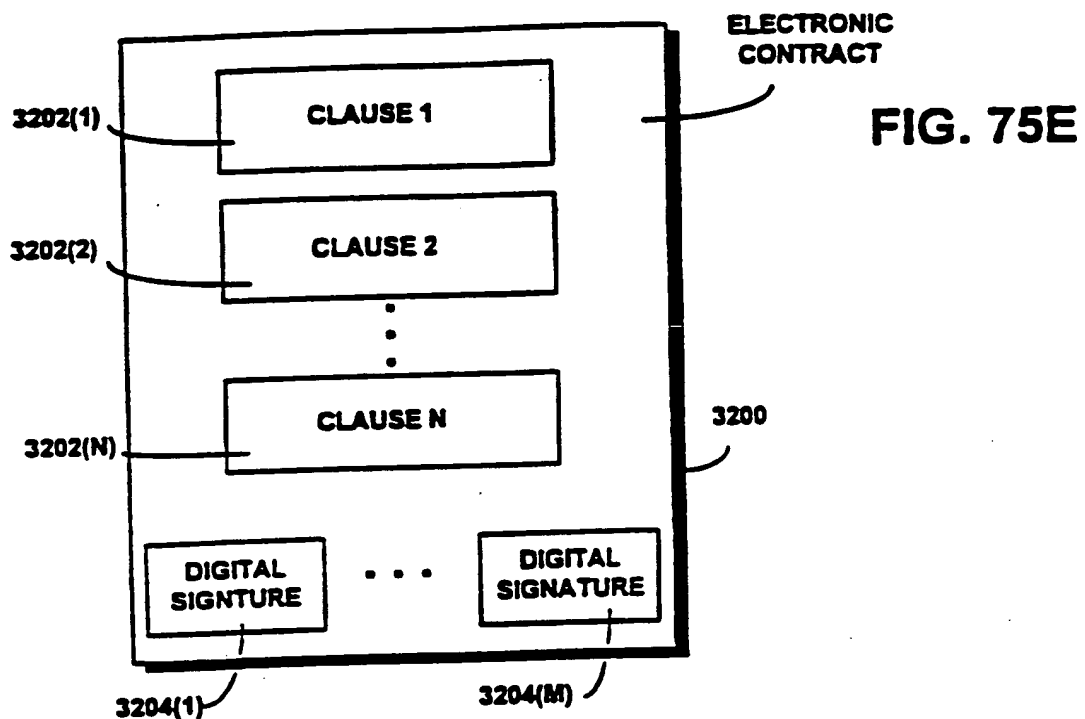 ELECTRONIC
CONTRACT
FIG. 75E
3202(1)
CLAUSE 1
3202(2)
CLAUSE 2
3202(N)
CLAUSE N
3200
DIGITAL
SIGNTURE
DIGITAL
SIGNATURE
3204(1)
3204(M)